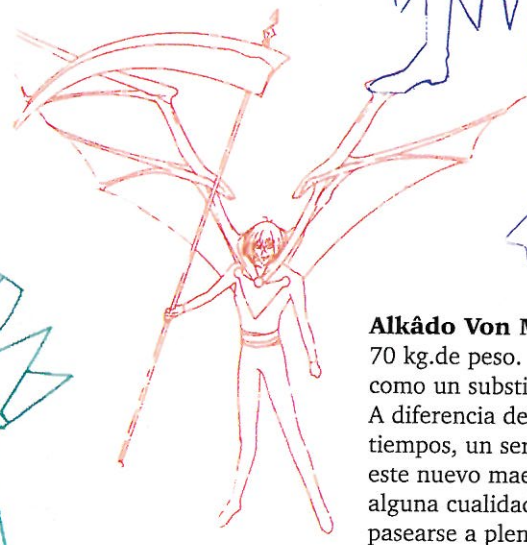 Alkâdo Von
70 kg.de peso.
como un substi
A diferencia de
tiempos, un ser
este nuevo mae
alguna cualidad
pasearse a plen